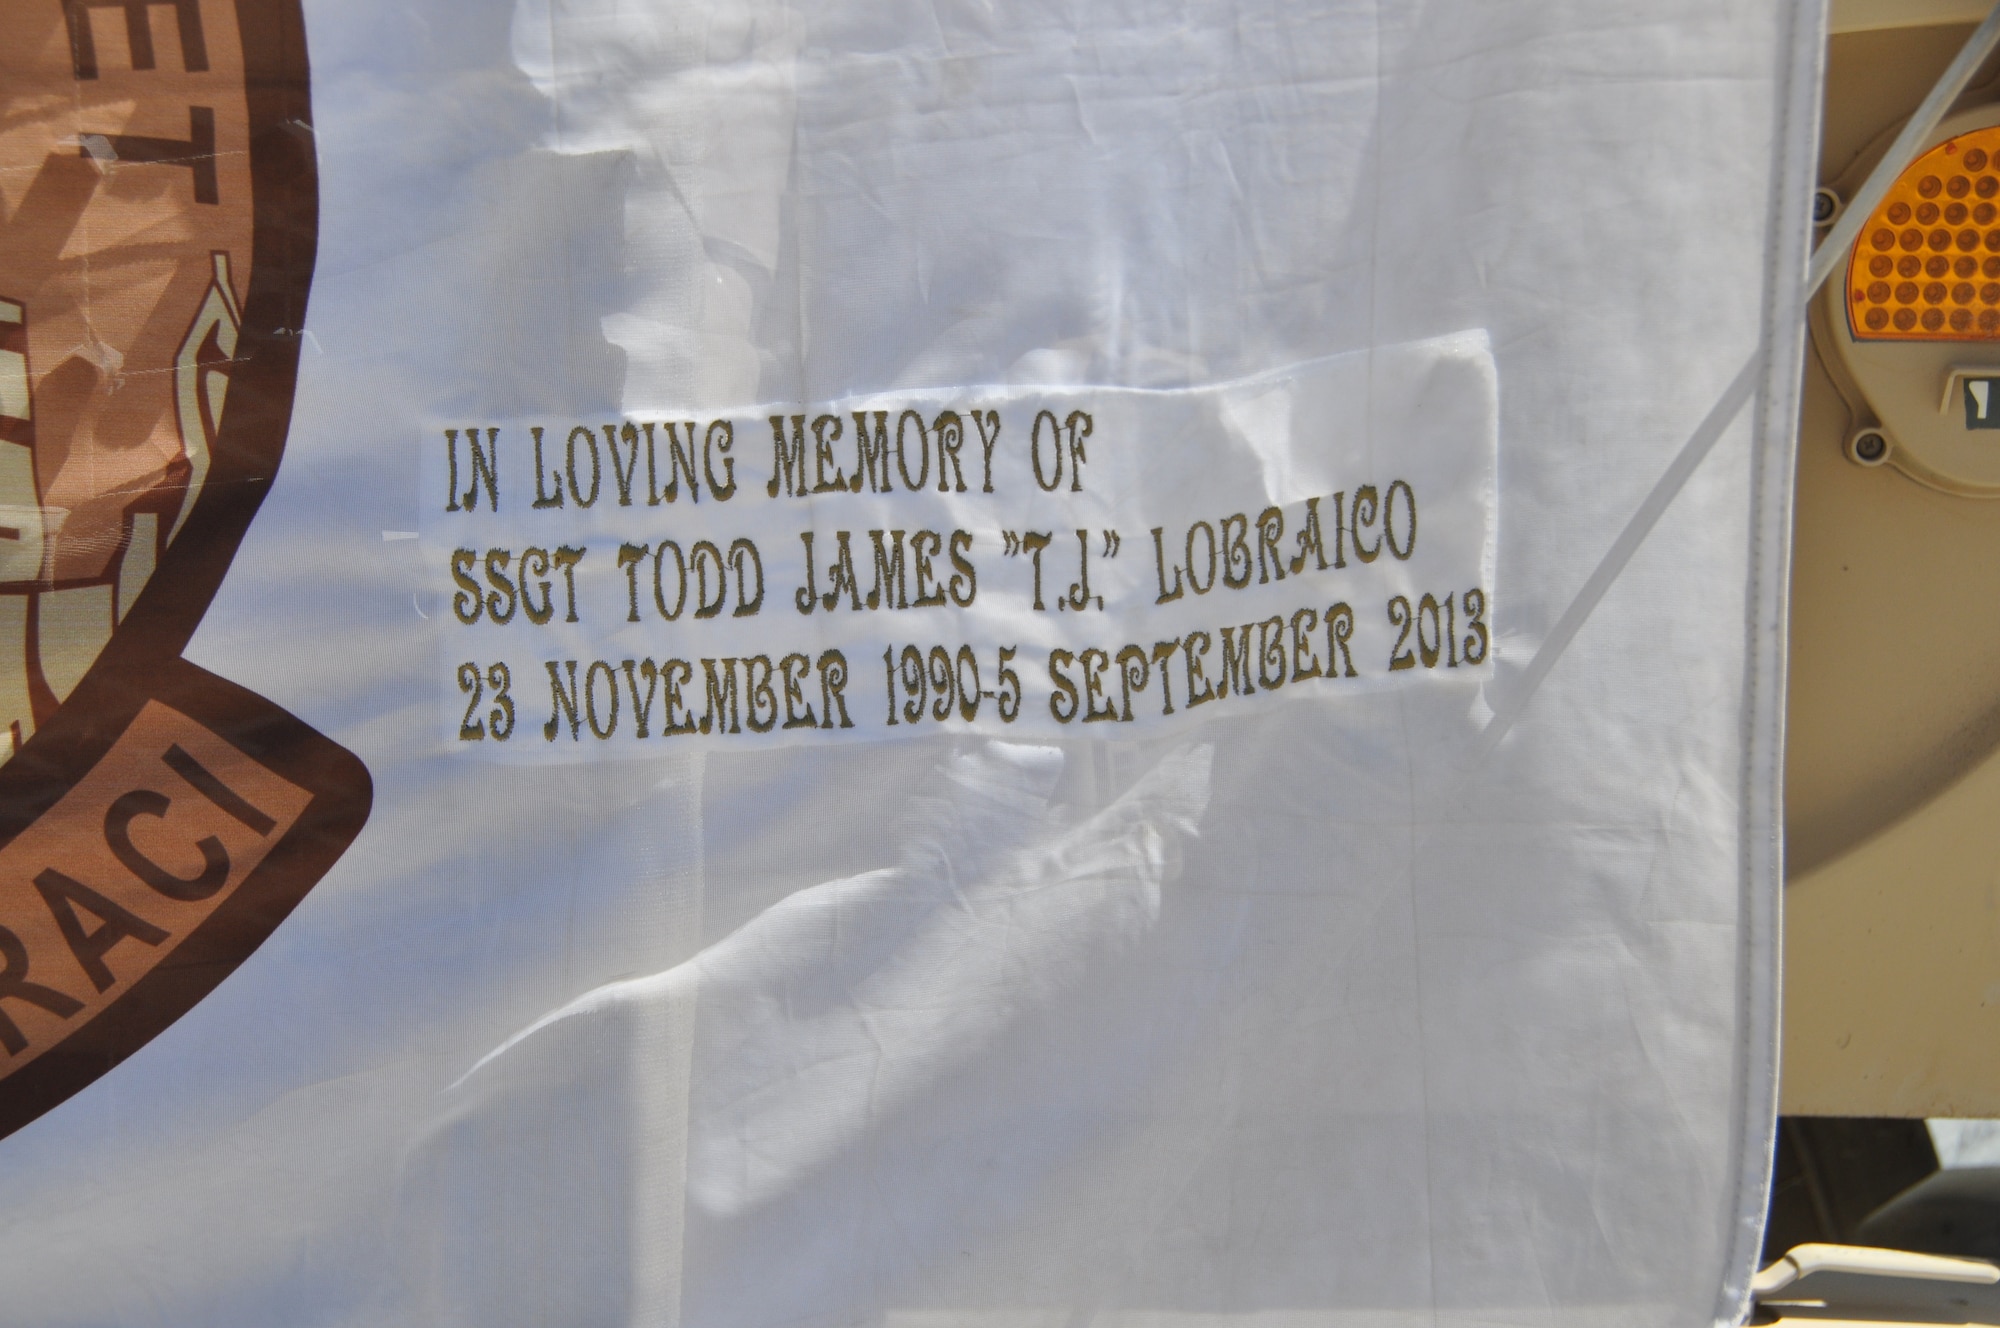 ET
IN LOVING MEMORY OF
SSGT TODD JAMES "T.J." LOBRAICO
23 NOVEMBER 1990-5 SEPTEMBER 2013
RACI